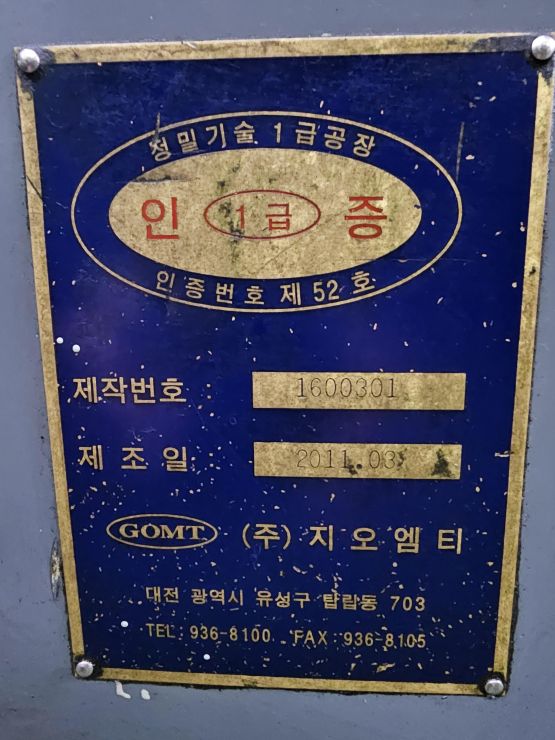 정밀기술 1급공장
인 1급 증
인증번호 제 52 호
제작번호 : 1600301
제 조 일 : 2011.03
GOMT (주) 지 오 엠 티
대전 광역시 유성구 탑립동 703
TEL : 936-8100 FAX : 936-8105